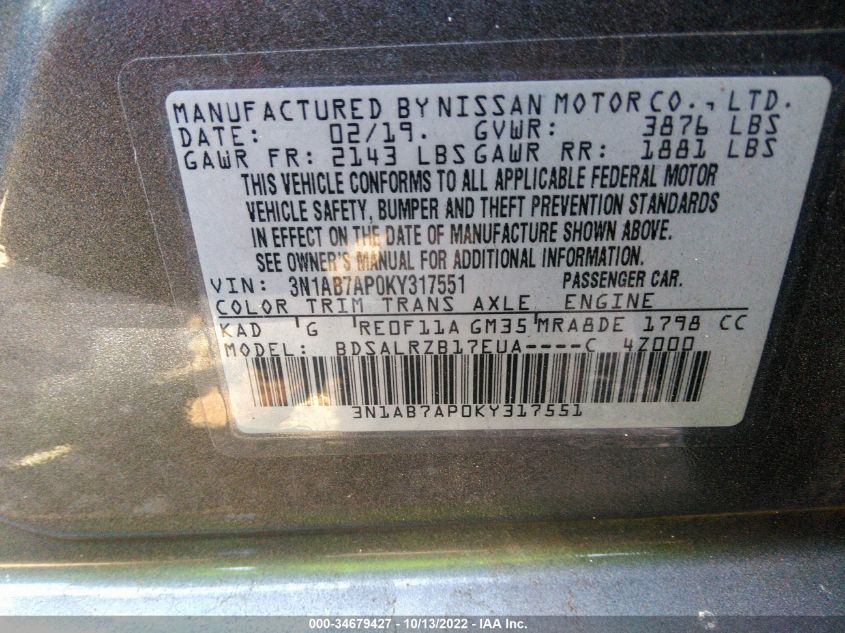 MANUFACTURED BY NISSAN MOTOR CO., LTD.
DATE: 02/19. GVWR: 3876 LBS
GAWR FR: 2143 LBS GAWR RR: 1881 LBS
THIS VEHICLE CONFORMS TO ALL APPLICABLE FEDERAL MOTOR
VEHICLE SAFETY, BUMPER AND THEFT PREVENTION STANDARDS
IN EFFECT ON THE DATE OF MANUFACTURE SHOWN ABOVE.
SEE OWNER'S MANUAL FOR ADDITIONAL INFORMATION.
VIN: 3N1AB7AP0KY317551 PASSENGER CAR.
COLOR TRIM TRANS AXLE ENGINE
KAD G RE0F11A GM35 MRA8DE 1798 CC
MODEL: BDSALRZB17EUA----C 4Z000
3N1AB7AP0KY317551
000-34679427 - 10/13/2022 - IAA Inc.